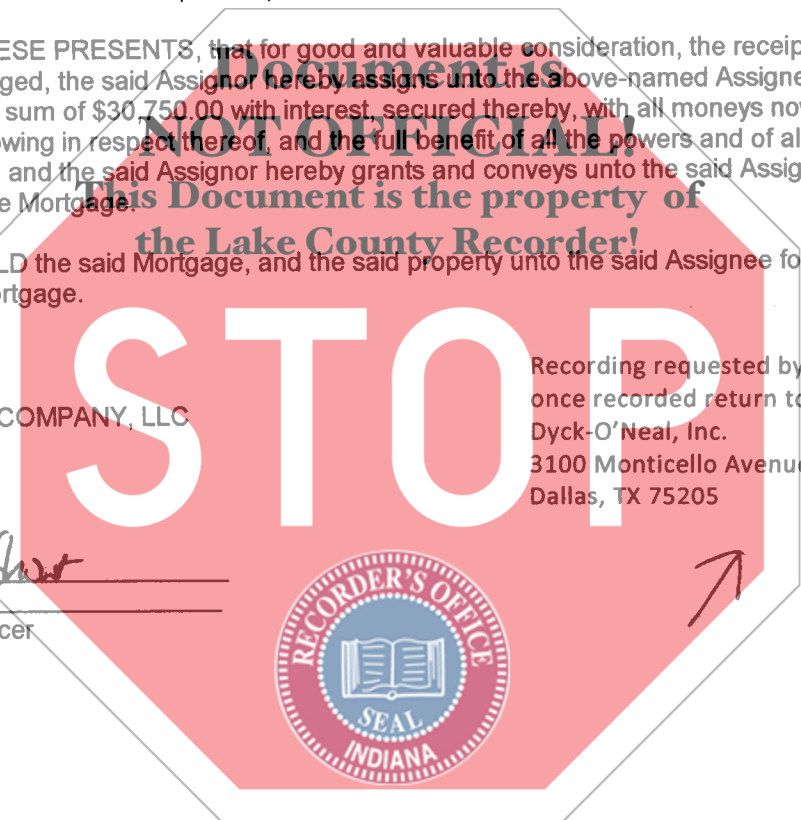 ESE PRESENTS, that for good and valuable consideration, the receip
Document is
ged, the said Assignor hereby assigns unto the above-named Assigne
sum of $30,750.00 with interest, secured thereby, with all moneys nov
NOT OFFICIAL!
owing in respect thereof, and the full benefit of all the powers and of al
and the said Assignor hereby grants and conveys unto the said Assig
This Document is the property of
e Mortgage.
the Lake County Recorder!
LD the said Mortgage, and the said property unto the said Assignee fo
ortgage.
STOP
Recording requested by
once recorded return to
COMPANY, LLC
Dyck-O'Neal, Inc.
3100 Monticello Avenue
Dallas, TX 75205
cer
RECORDER'S OFFICE
SEAL
INDIANA